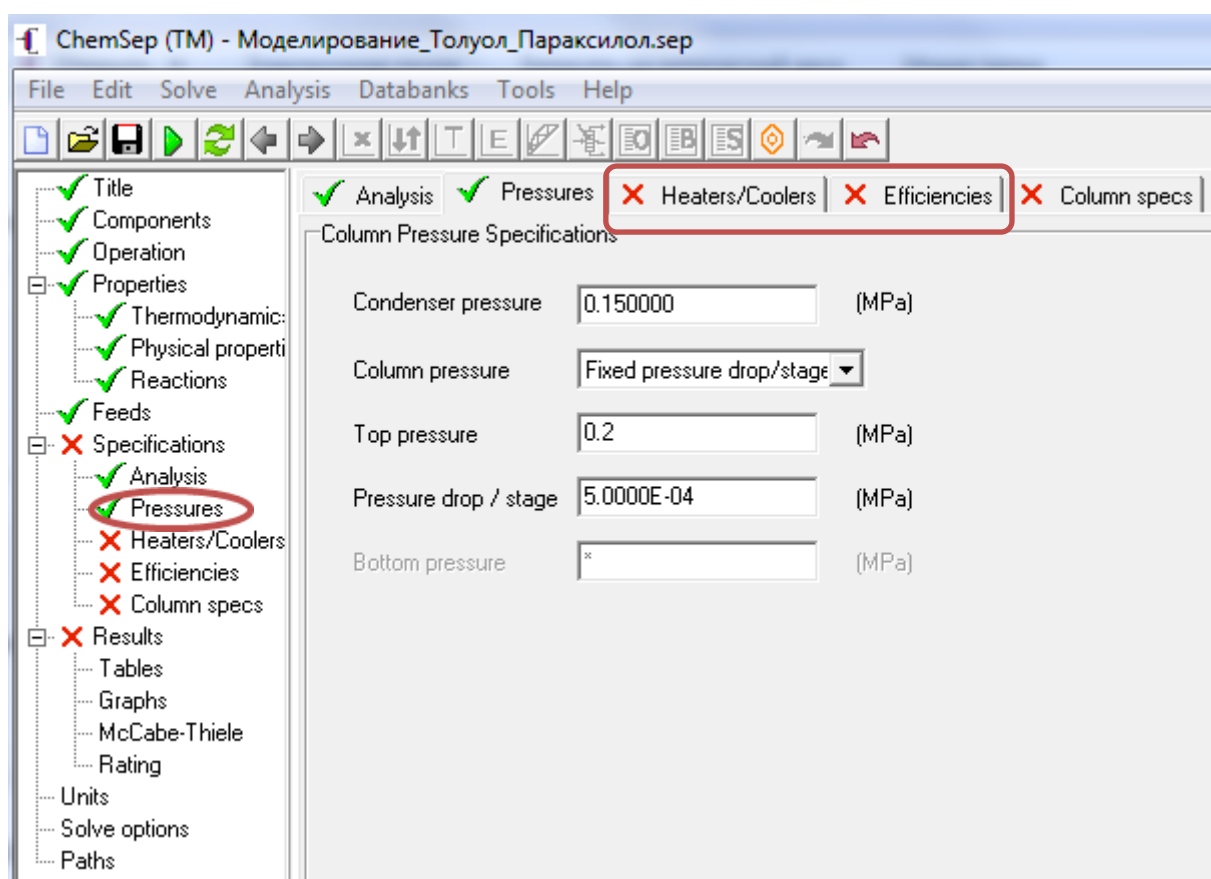 ChemSep (TM) - Моделирование_Толуол_Параксилол.sep
File Edit Solve Analysis Databanks Tools Help
Title
Components
Operation
Properties
Thermodynamic
Physical properti
Reactions
Feeds
Specifications
Analysis
Pressures
Heaters/Coolers
Efficiencies
Column specs
Results
Tables
Graphs
McCabe-Thiele
Rating
Units
Solve options
Paths
Analysis Pressures Heaters/Coolers Efficiencies Column specs
Column Pressure Specifications
Condenser pressure 0.150000 (MPa)
Column pressure Fixed pressure drop/stage
Top pressure 0.2 (MPa)
Pressure drop / stage 5.0000E-04 (MPa)
Bottom pressure * (MPa)